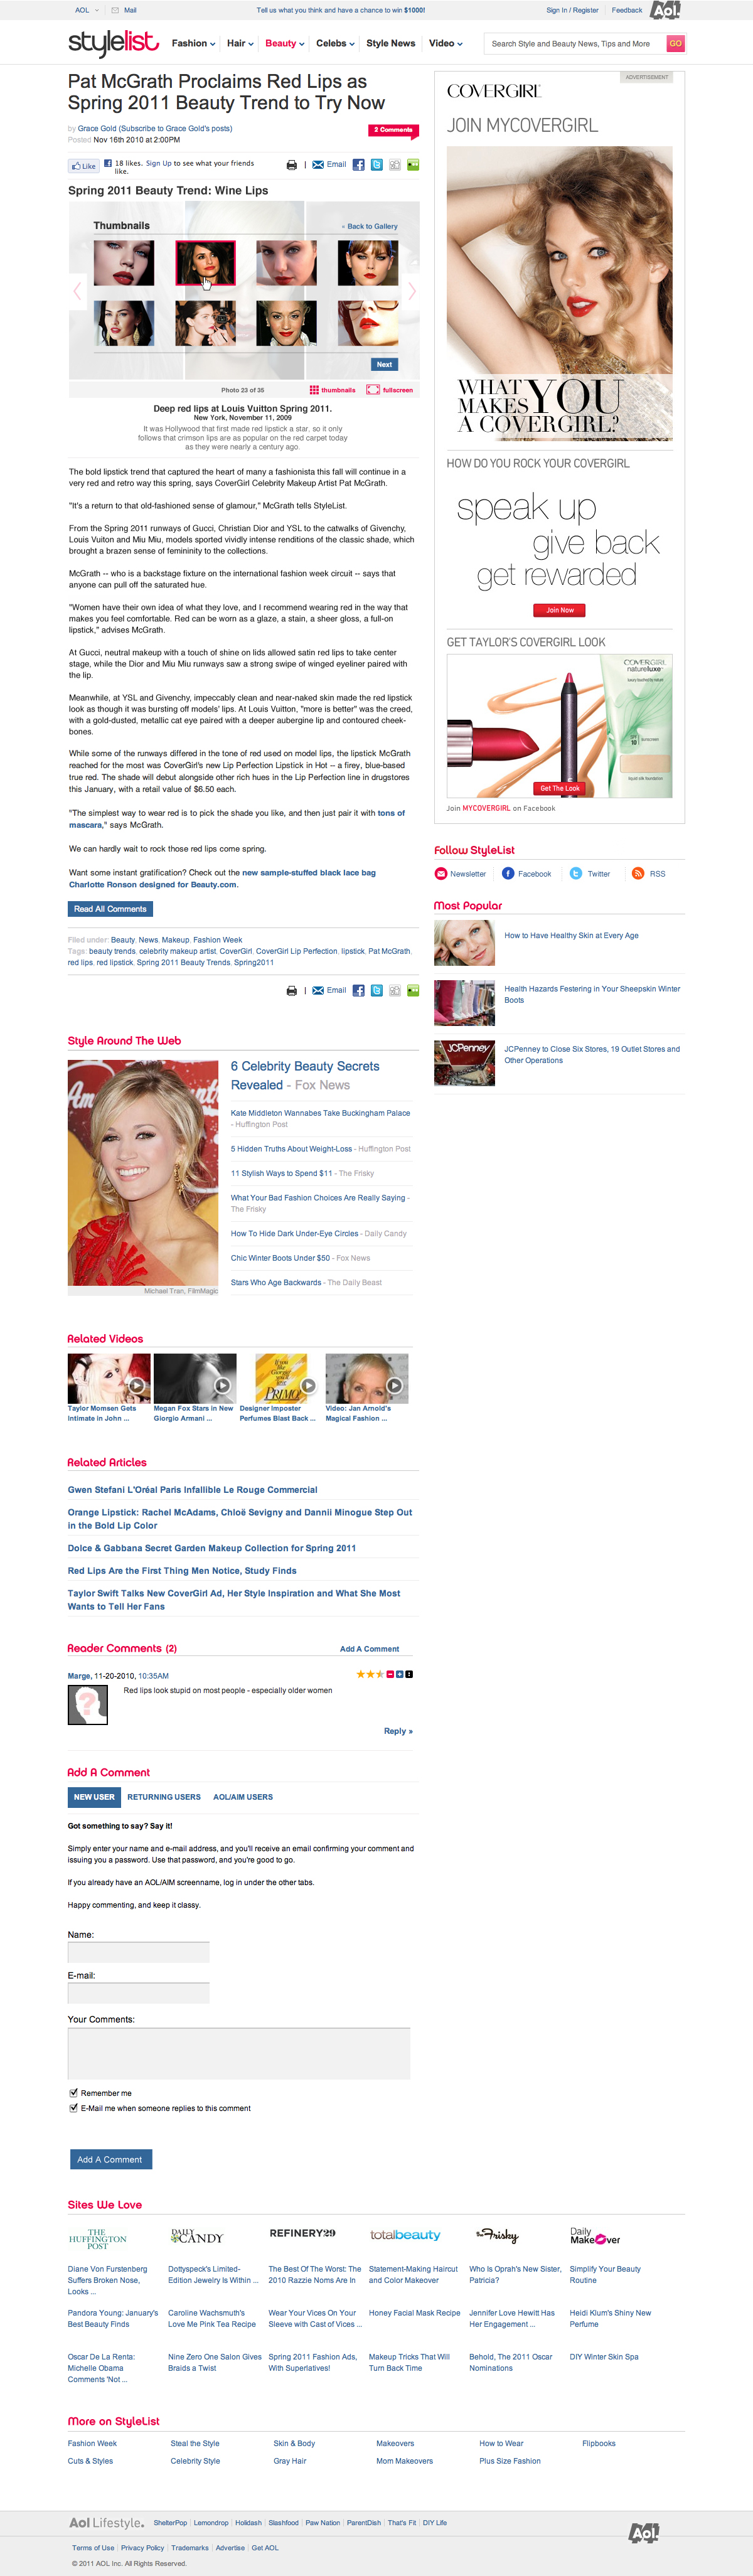 AOL
Mail
Tell us what you think and have a chance to win $1000!
Sign In / Register
Feedback
Aol.
stylelist
Fashion
Hair
Beauty
Celebs
Style News
Video
Search Style and Beauty News, Tips and More
GO
Pat McGrath Proclaims Red Lips as
Spring 2011 Beauty Trend to Try Now
by Grace Gold (Subscribe to Grace Gold's posts)
Posted Nov 16th 2010 at 2:00PM
2 Comments
Like
18 likes. Sign Up to see what your friends
like.
Email
Spring 2011 Beauty Trend: Wine Lips
Thumbnails
« Back to Gallery
Next
Photo 23 of 35
thumbnails
fullscreen
Deep red lips at Louis Vuitton Spring 2011.
New York, November 11, 2009
It was Hollywood that first made red lipstick a star, so it only
follows that crimson lips are as popular on the red carpet today
as they were nearly a century ago.
The bold lipstick trend that captured the heart of many a fashionista this fall will continue in a
very red and retro way this spring, says CoverGirl Celebrity Makeup Artist Pat McGrath.
"It's a return to that old-fashioned sense of glamour," McGrath tells StyleList.
From the Spring 2011 runways of Gucci, Christian Dior and YSL to the catwalks of Givenchy,
Louis Vuiton and Miu Miu, models sported vividly intense renditions of the classic shade, which
brought a brazen sense of femininity to the collections.
McGrath -- who is a backstage fixture on the international fashion week circuit -- says that
anyone can pull off the saturated hue.
"Women have their own idea of what they love, and I recommend wearing red in the way that
makes you feel comfortable. Red can be worn as a glaze, a stain, a sheer gloss, a full-on
lipstick," advises McGrath.
At Gucci, neutral makeup with a touch of shine on lids allowed satin red lips to take center
stage, while the Dior and Miu Miu runways saw a strong sweep of winged eyeliner paired with
the lip.
Meanwhile, at YSL and Givenchy, impeccably clean and near-naked skin made the red lipstick
look as though it was bursting off models' lips. At Louis Vuitton, "more is better" was the creed,
with a gold-dusted, metallic cat eye paired with a deeper aubergine lip and contoured cheek-
bones.
While some of the runways differed in the tone of red used on model lips, the lipstick McGrath
reached for the most was CoverGirl's new Lip Perfection Lipstick in Hot -- a firey, blue-based
true red. The shade will debut alongside other rich hues in the Lip Perfection line in drugstores
this January, with a retail value of $6.50 each.
"The simplest way to wear red is to pick the shade you like, and then just pair it with tons of
mascara," says McGrath.
We can hardly wait to rock those red lips come spring.
Want some instant gratification? Check out the new sample-stuffed black lace bag
Charlotte Ronson designed for Beauty.com.
Read All Comments
Filed under: Beauty, News, Makeup, Fashion Week
Tags: beauty trends, celebrity makeup artist, CoverGirl, CoverGirl Lip Perfection, lipstick, Pat McGrath,
red lips, red lipstick, Spring 2011 Beauty Trends, Spring2011
Email
ADVERTISEMENT
COVERGIRL
JOIN MYCOVERGIRL
WHAT YOU
MAKES
A COVERGIRL?
HOW DO YOU ROCK YOUR COVERGIRL
speak up
give back
get rewarded
Join Now
GET TAYLOR'S COVERGIRL LOOK
COVERGIRL
natureluxe
SPF
10
sunscreen
liquid silk foundation
Get The Look
Join MYCOVERGIRL on Facebook
Follow StyleList
Newsletter
Facebook
Twitter
RSS
Most Popular
How to Have Healthy Skin at Every Age
Health Hazards Festering in Your Sheepskin Winter
Boots
JCPenney
JCPenney to Close Six Stores, 19 Outlet Stores and
Other Operations
Style Around The Web
Michael Tran, FilmMagic
6 Celebrity Beauty Secrets
Revealed - Fox News
Kate Middleton Wannabes Take Buckingham Palace
- Huffington Post
5 Hidden Truths About Weight-Loss - Huffington Post
11 Stylish Ways to Spend $11 - The Frisky
What Your Bad Fashion Choices Are Really Saying -
The Frisky
How To Hide Dark Under-Eye Circles - Daily Candy
Chic Winter Boots Under $50 - Fox News
Stars Who Age Backwards - The Daily Beast
Related Videos
PRIMO!
Taylor Momsen Gets
Intimate in John ...
Megan Fox Stars in New
Giorgio Armani ...
Designer Imposter
Perfumes Blast Back ...
Video: Jan Arnold's
Magical Fashion ...
Related Articles
Gwen Stefani L'Oréal Paris Infallible Le Rouge Commercial
Orange Lipstick: Rachel McAdams, Chloë Sevigny and Dannii Minogue Step Out
in the Bold Lip Color
Dolce & Gabbana Secret Garden Makeup Collection for Spring 2011
Red Lips Are the First Thing Men Notice, Study Finds
Taylor Swift Talks New CoverGirl Ad, Her Style Inspiration and What She Most
Wants to Tell Her Fans
Reader Comments (2)
Add A Comment
Marge, 11-20-2010, 10:35AM
Red lips look stupid on most people - especially older women
Reply »
Add A Comment
NEW USER
RETURNING USERS
AOL/AIM USERS
Got something to say? Say it!
Simply enter your name and e-mail address, and you'll receive an email confirming your comment and
issuing you a password. Use that password, and you're good to go.
If you already have an AOL/AIM screenname, log in under the other tabs.
Happy commenting, and keep it classy.
Name:
E-mail:
Your Comments:
Remember me
E-Mail me when someone replies to this comment
Add A Comment
Sites We Love
THE
HUFFINGTON
POST
DAILY
CANDY
REFINERY29
totalbeauty
the Frisky
Daily
MakeOver
Diane Von Furstenberg
Suffers Broken Nose,
Looks ...
Dottyspeck's Limited-
Edition Jewelry Is Within ...
The Best Of The Worst: The
2010 Razzie Noms Are In
Statement-Making Haircut
and Color Makeover
Who Is Oprah's New Sister,
Patricia?
Simplify Your Beauty
Routine
Pandora Young: January's
Best Beauty Finds
Caroline Wachsmuth's
Love Me Pink Tea Recipe
Wear Your Vices On Your
Sleeve with Cast of Vices ...
Honey Facial Mask Recipe
Jennifer Love Hewitt Has
Her Engagement ...
Heidi Klum's Shiny New
Perfume
Oscar De La Renta:
Michelle Obama
Comments 'Not ...
Nine Zero One Salon Gives
Braids a Twist
Spring 2011 Fashion Ads,
With Superlatives!
Makeup Tricks That Will
Turn Back Time
Behold, The 2011 Oscar
Nominations
DIY Winter Skin Spa
More on StyleList
Fashion Week
Steal the Style
Skin & Body
Makeovers
How to Wear
Flipbooks
Cuts & Styles
Celebrity Style
Gray Hair
Mom Makeovers
Plus Size Fashion
Aol Lifestyle.
ShelterPop
Lemondrop
Holidash
Slashfood
Paw Nation
ParentDish
That's Fit
DIY Life
Aol.
Terms of Use
Privacy Policy
Trademarks
Advertise
Get AOL
© 2011 AOL Inc. All Rights Reserved.